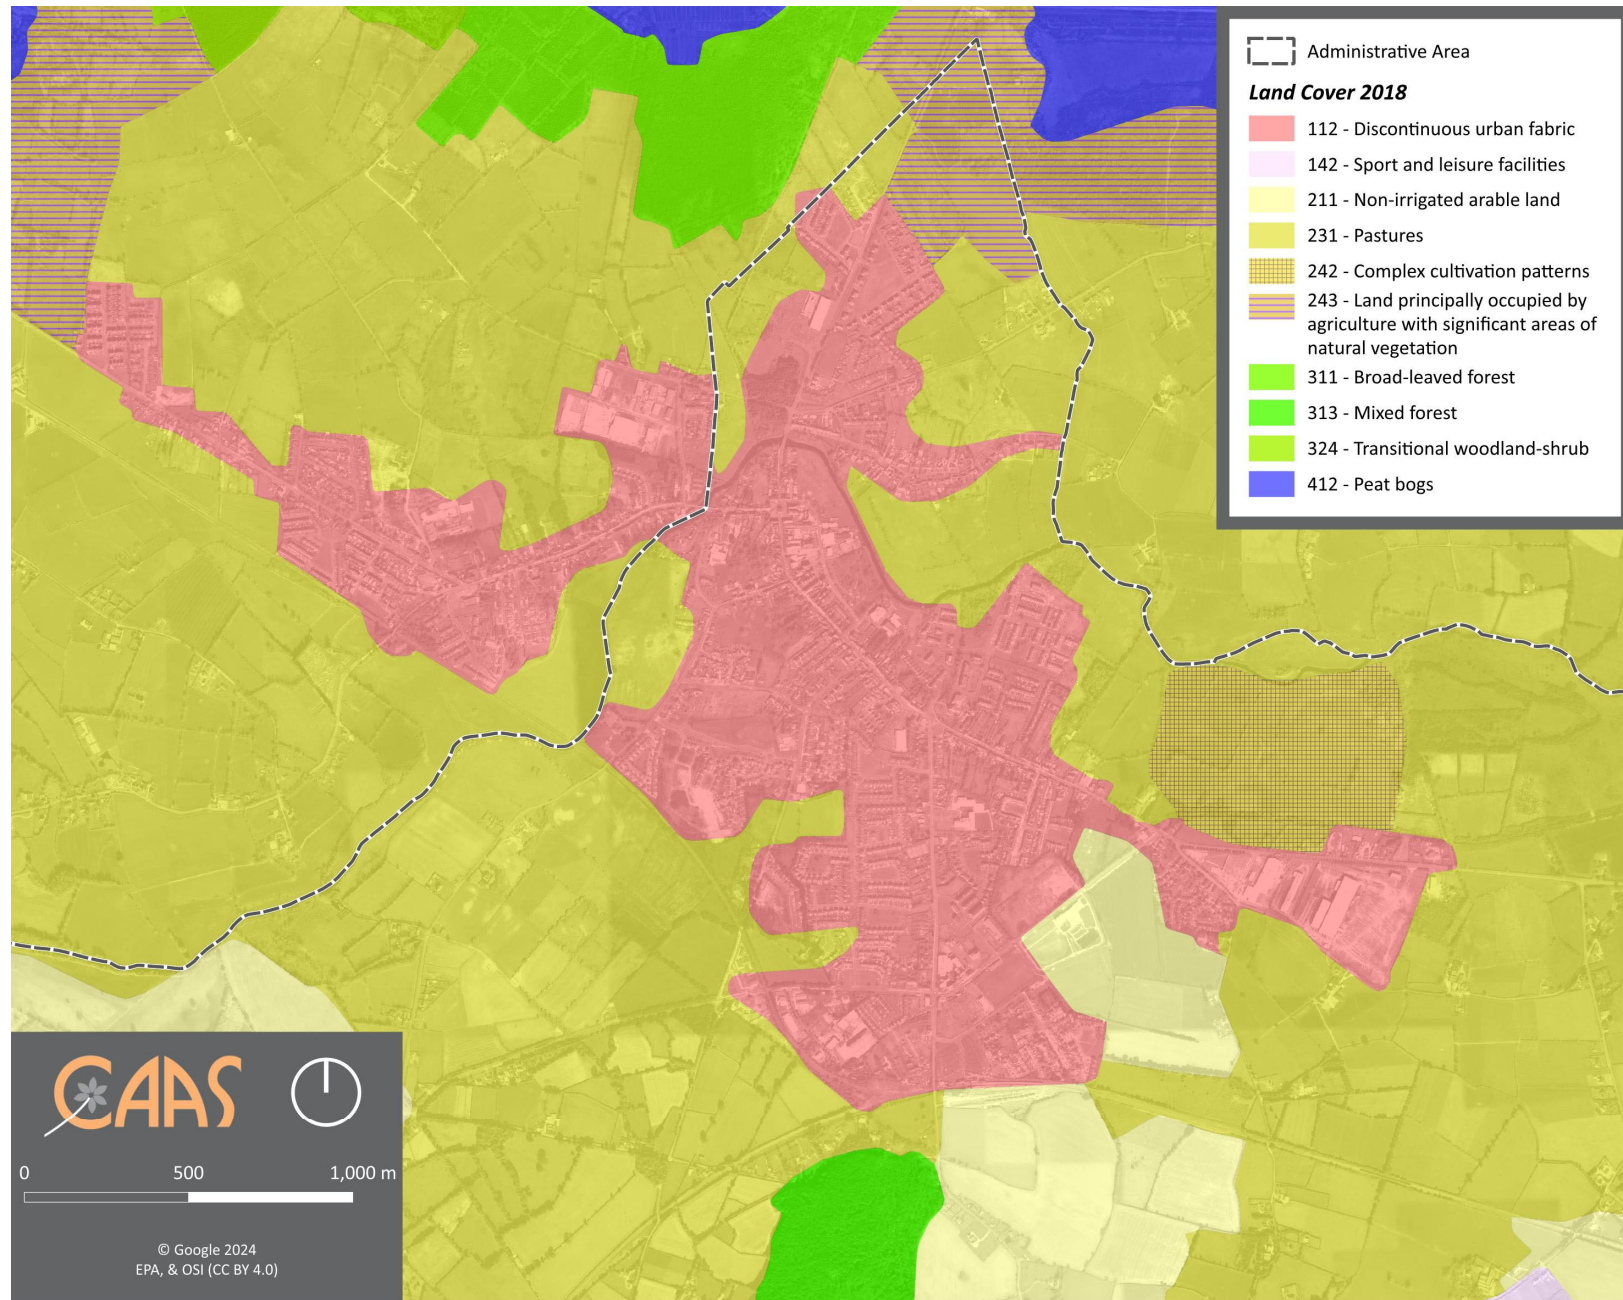 Administrative Area
Land Cover 2018
112 - Discontinuous urban fabric
142 - Sport and leisure facilities
211 - Non-irrigated arable land
231 - Pastures
242 - Complex cultivation patterns
243 - Land principally occupied by
agriculture with significant areas of
natural vegetation
311 - Broad-leaved forest
313 - Mixed forest
324 - Transitional woodland-shrub
412 - Peat bogs
CAAS
0 500 1,000 m
© Google 2024
EPA, & OSI (CC BY 4.0)